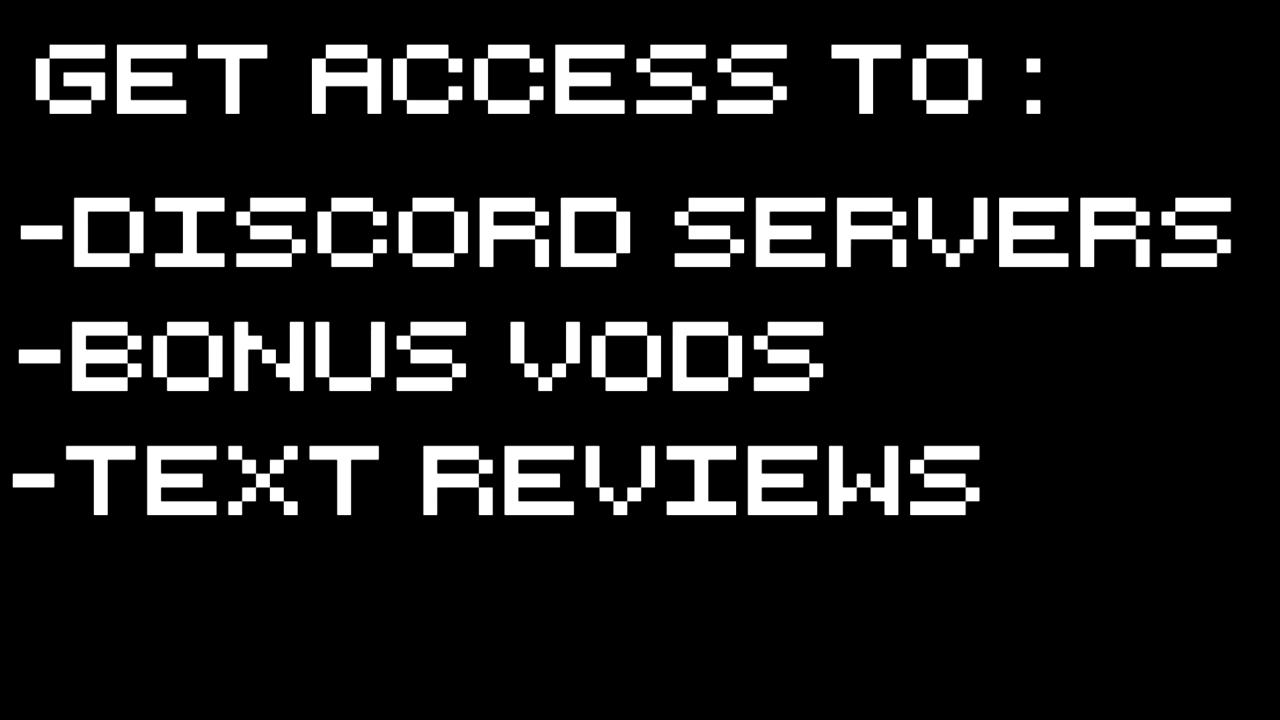 GET ACCESS TO :
-DISCORD SERVERS
-BONUS VODS
-TEXT REVIEWS